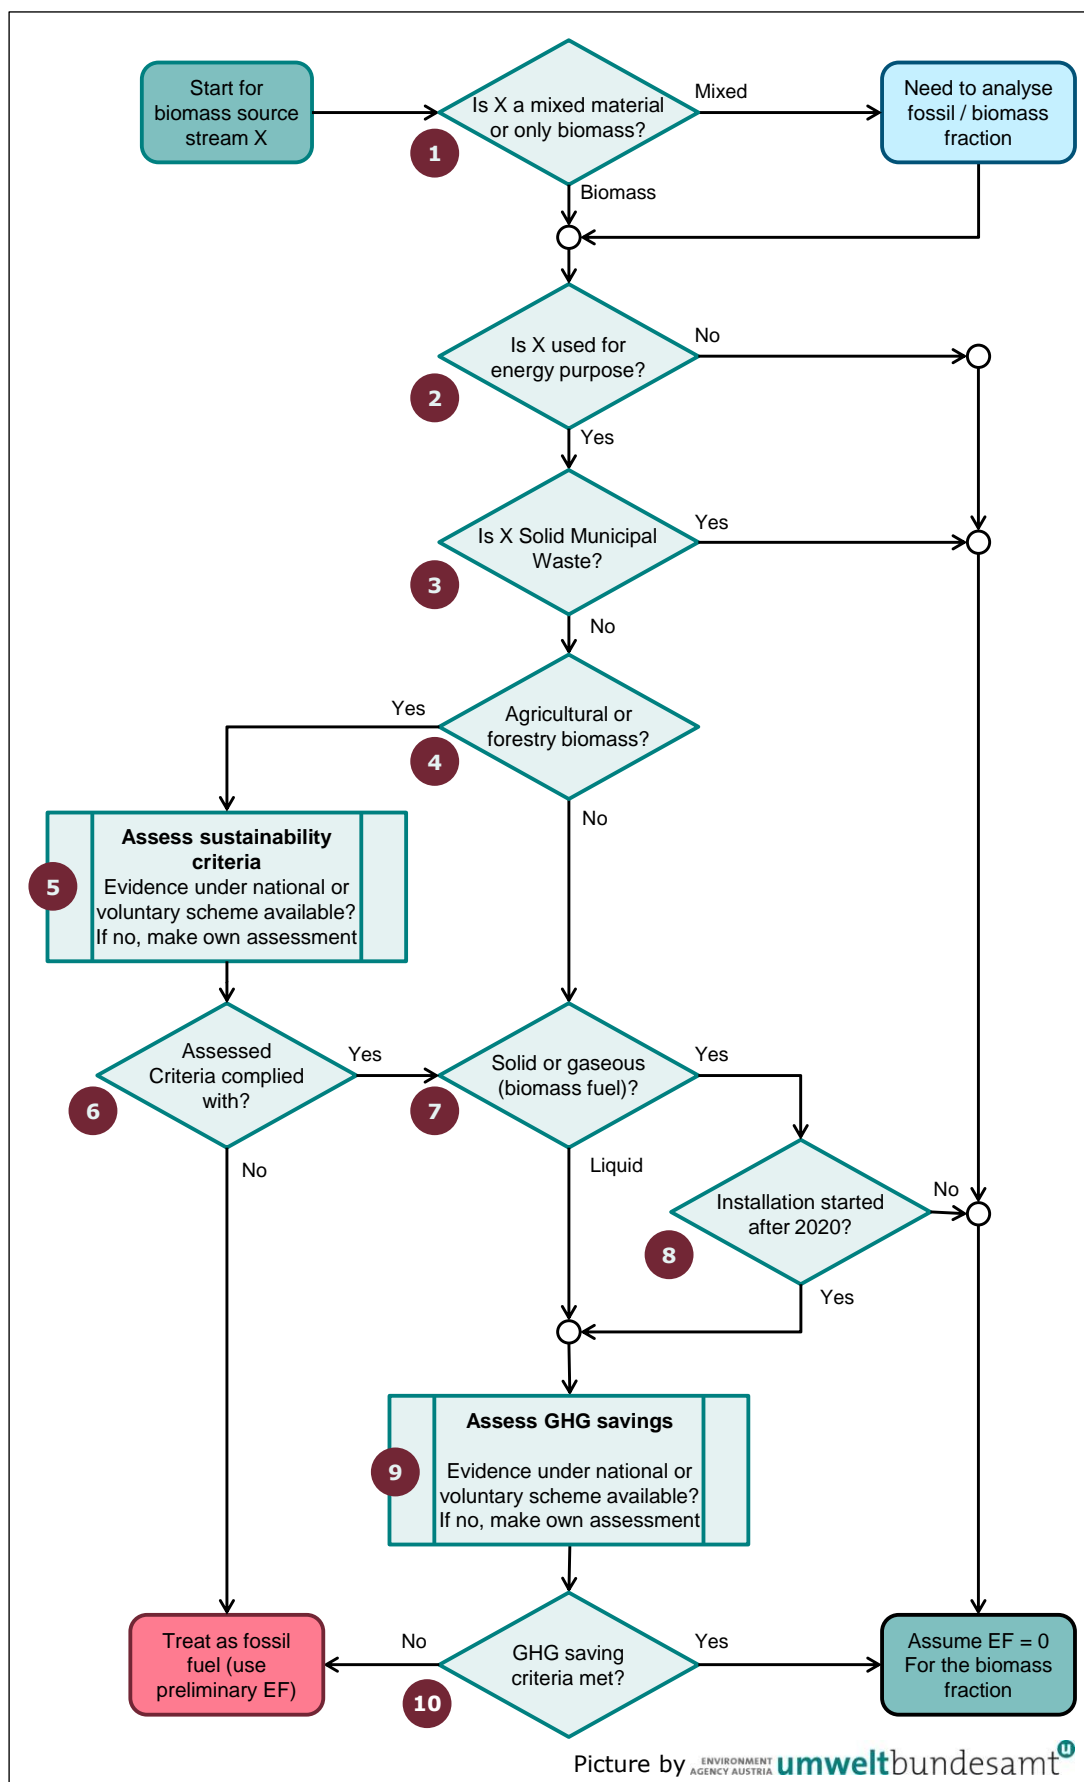 Start for
biomass source
stream X
Is X a mixed material
or only biomass?
Mixed
Need to analyse
fossil / biomass
fraction
1
Biomass
Is X used for
energy purpose?
No
2
Yes
Is X Solid Municipal
Waste?
Yes
3
No
Yes
Agricultural or
forestry biomass?
4
No
Assess sustainability
criteria
Evidence under national or
voluntary scheme available?
If no, make own assessment
5
Assessed
Criteria complied
with?
Yes
6
No
Solid or gaseous
(biomass fuel)?
Yes
7
Liquid
Installation started
after 2020?
No
8
Yes
Assess GHG savings
Evidence under national or
voluntary scheme available?
If no, make own assessment
9
Treat as fossil
fuel (use
preliminary EF)
No
GHG saving
criteria met?
Yes
10
Assume EF = 0
For the biomass
fraction
Picture by ENVIRONMENT AGENCY AUSTRIA umweltbundesamt u